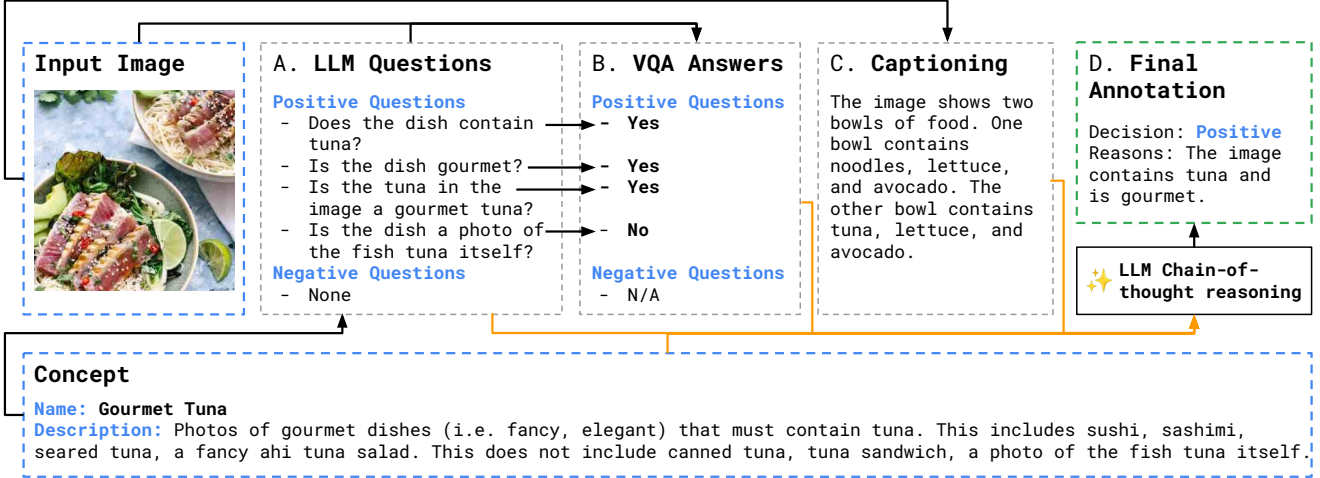 Input Image
A. LLM Questions
Positive Questions
- Does the dish contain
tuna?
- Is the dish gourmet?
- Is the tuna in the
image a gourmet tuna?
- Is the dish a photo of
the fish tuna itself?
Negative Questions
- None
B. VQA Answers
Positive Questions
- Yes
- Yes
- Yes
- No
Negative Questions
- N/A
C. Captioning
The image shows two
bowls of food. One
bowl contains
noodles, lettuce,
and avocado. The
other bowl contains
tuna, lettuce, and
avocado.
D. Final
Annotation
Decision: Positive
Reasons: The image
contains tuna and
is gourmet.
✨ LLM Chain-of-
thought reasoning
Concept
Name: Gourmet Tuna
Description: Photos of gourmet dishes (i.e. fancy, elegant) that must contain tuna. This includes sushi, sashimi,
seared tuna, a fancy ahi tuna salad. This does not include canned tuna, tuna sandwich, a photo of the fish tuna itself.